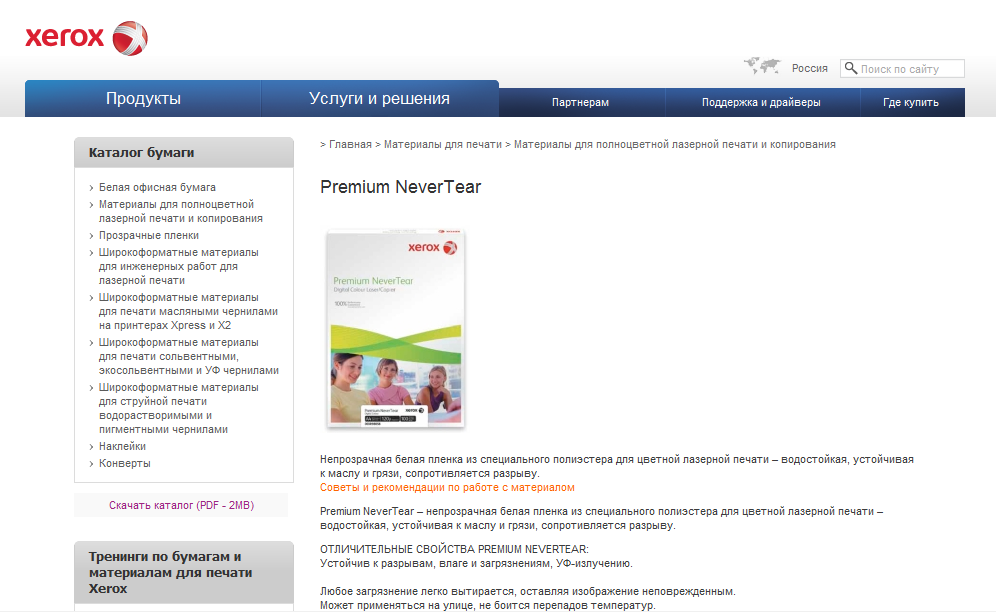 xerox
Россия
Поиск по сайту
Продукты
Услуги и решения
Партнерам
Поддержка и драйверы
Где купить
Каталог бумаги
Белая офисная бумага
Материалы для полноцветной
лазерной печати и копирования
Прозрачные пленки
Широкоформатные материалы
для инженерных работ для
лазерной печати
Широкоформатные материалы
для печати масляными чернилами
на принтерах Xpress и X2
Широкоформатные материалы
для печати сольвентными,
экосольвентными и УФ чернилами
Широкоформатные материалы
для струйной печати
водорастворимыми и
пигментными чернилами
Наклейки
Конверты
Скачать каталог (PDF - 2MB)
Тренинги по бумагам и
материалам для печати
Xerox
> Главная > Материалы для печати > Материалы для полноцветной лазерной печати и копирования
Premium NeverTear
xerox
Premium NeverTear
Digital Colour Laser/Copier
100%
Premium NeverTear
xerox
Непрозрачная белая пленка из специального полиэстера для цветной лазерной печати – водостойкая, устойчивая
к маслу и грязи, сопротивляется разрыву.
Советы и рекомендации по работе с материалом
Premium NeverTear – непрозрачная белая пленка из специального полиэстера для цветной лазерной печати –
водостойкая, устойчивая к маслу и грязи, сопротивляется разрыву.
ОТЛИЧИТЕЛЬНЫЕ СВОЙСТВА PREMIUM NEVERTEAR:
Устойчив к разрывам, влаге и загрязнениям, УФ-излучению.
Любое загрязнение легко вытирается, оставляя изображение неповрежденным.
Может применяться на улице, не боится перепадов температур.